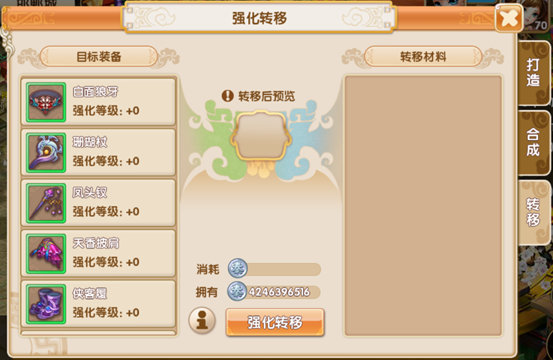 强化转移
70
目标装备
转移材料
打造
合成
转移
白面狼牙
强化等级: +0
珊瑚杖
强化等级: +0
凤头钗
强化等级: +0
天香披肩
强化等级: +0
侠客履
强化等级: +0
转移后预览
消耗
拥有 4246396516
强化转移